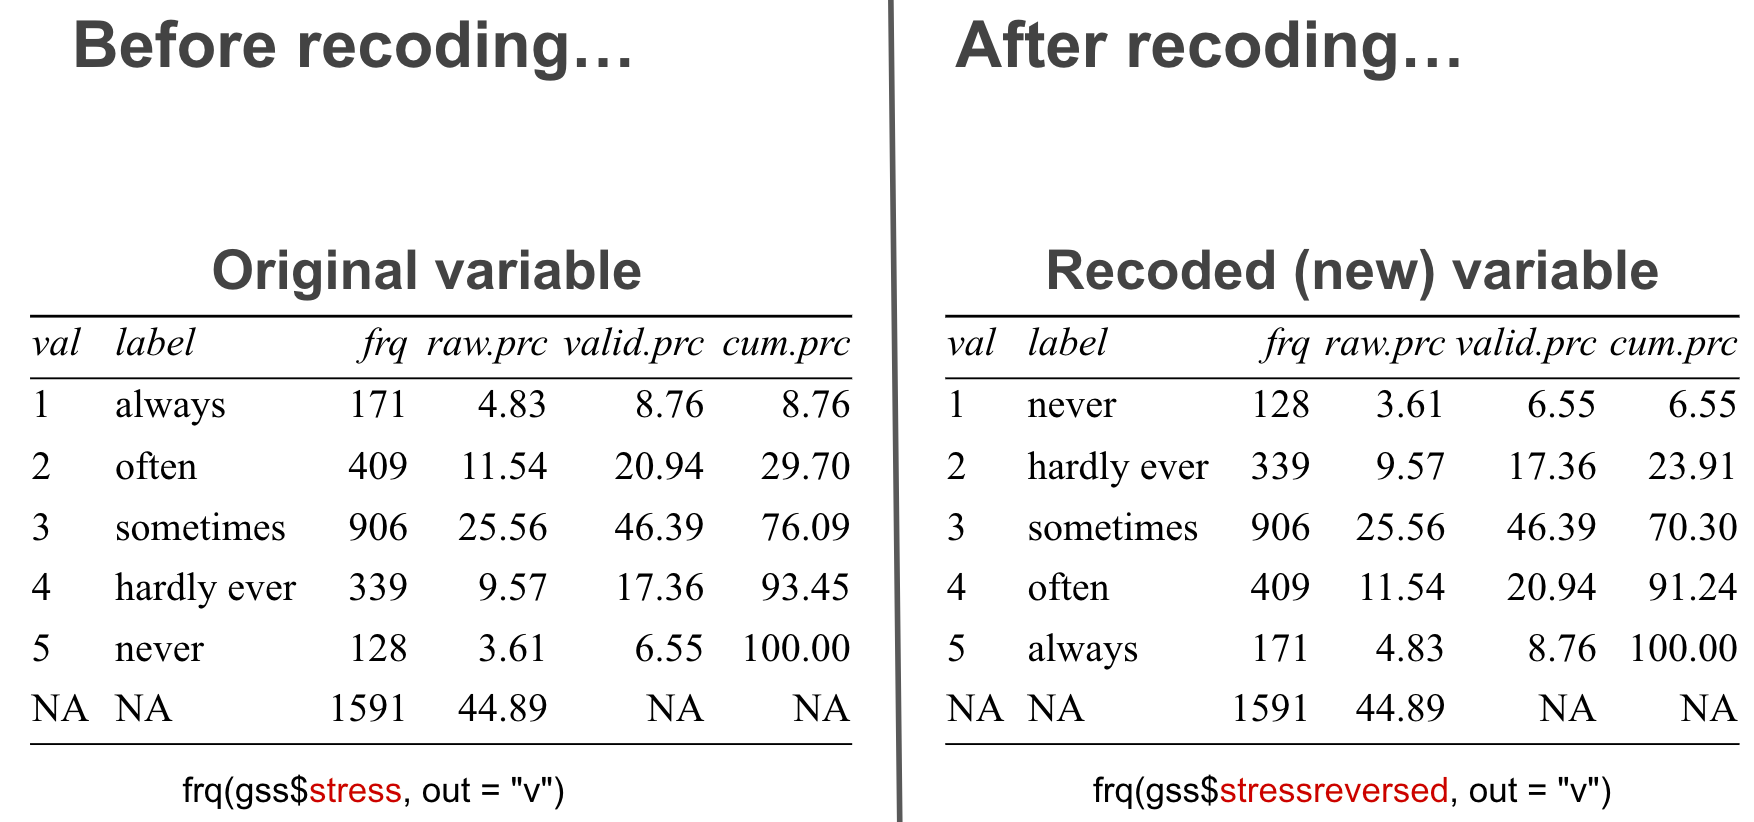 Before recoding…
Original variable
val label frq raw.prc valid.prc cum.prc
1 always 171 4.83 8.76 8.76
2 often 409 11.54 20.94 29.70
3 sometimes 906 25.56 46.39 76.09
4 hardly ever 339 9.57 17.36 93.45
5 never 128 3.61 6.55 100.00
NA NA 1591 44.89 NA NA
frq(gss$stress, out = "v")
After recoding…
Recoded (new) variable
val label frq raw.prc valid.prc cum.prc
1 never 128 3.61 6.55 6.55
2 hardly ever 339 9.57 17.36 23.91
3 sometimes 906 25.56 46.39 70.30
4 often 409 11.54 20.94 91.24
5 always 171 4.83 8.76 100.00
NA NA 1591 44.89 NA NA
frq(gss$stressreversed, out = "v")